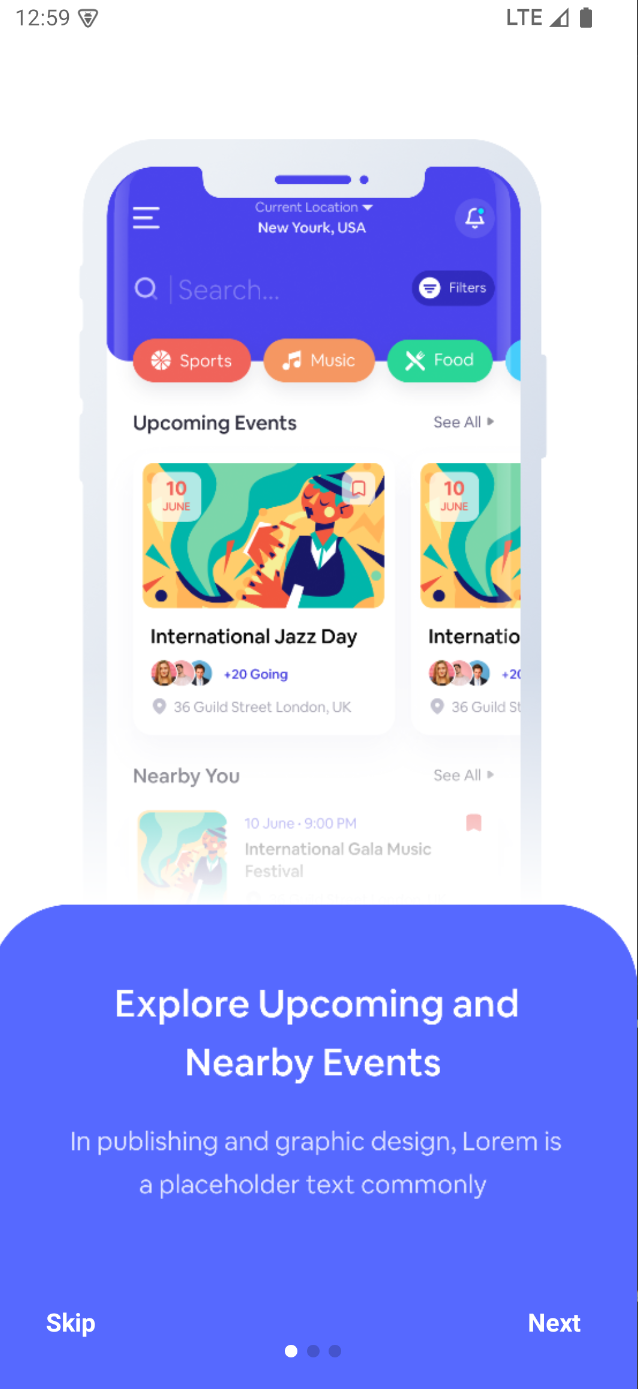 12:59
LTE
Current Location
New Yourk, USA
Search...
Filters
Sports
Music
Food
Upcoming Events
See All
10
JUNE
10
JUNE
International Jazz Day
Internatio
+20 Going
+20
36 Guild Street London, UK
36 Guild St
Nearby You
See All
10 June · 9:00 PM
International Gala Music
Festival
Explore Upcoming and
Nearby Events
In publishing and graphic design, Lorem is
a placeholder text commonly
Skip
Next